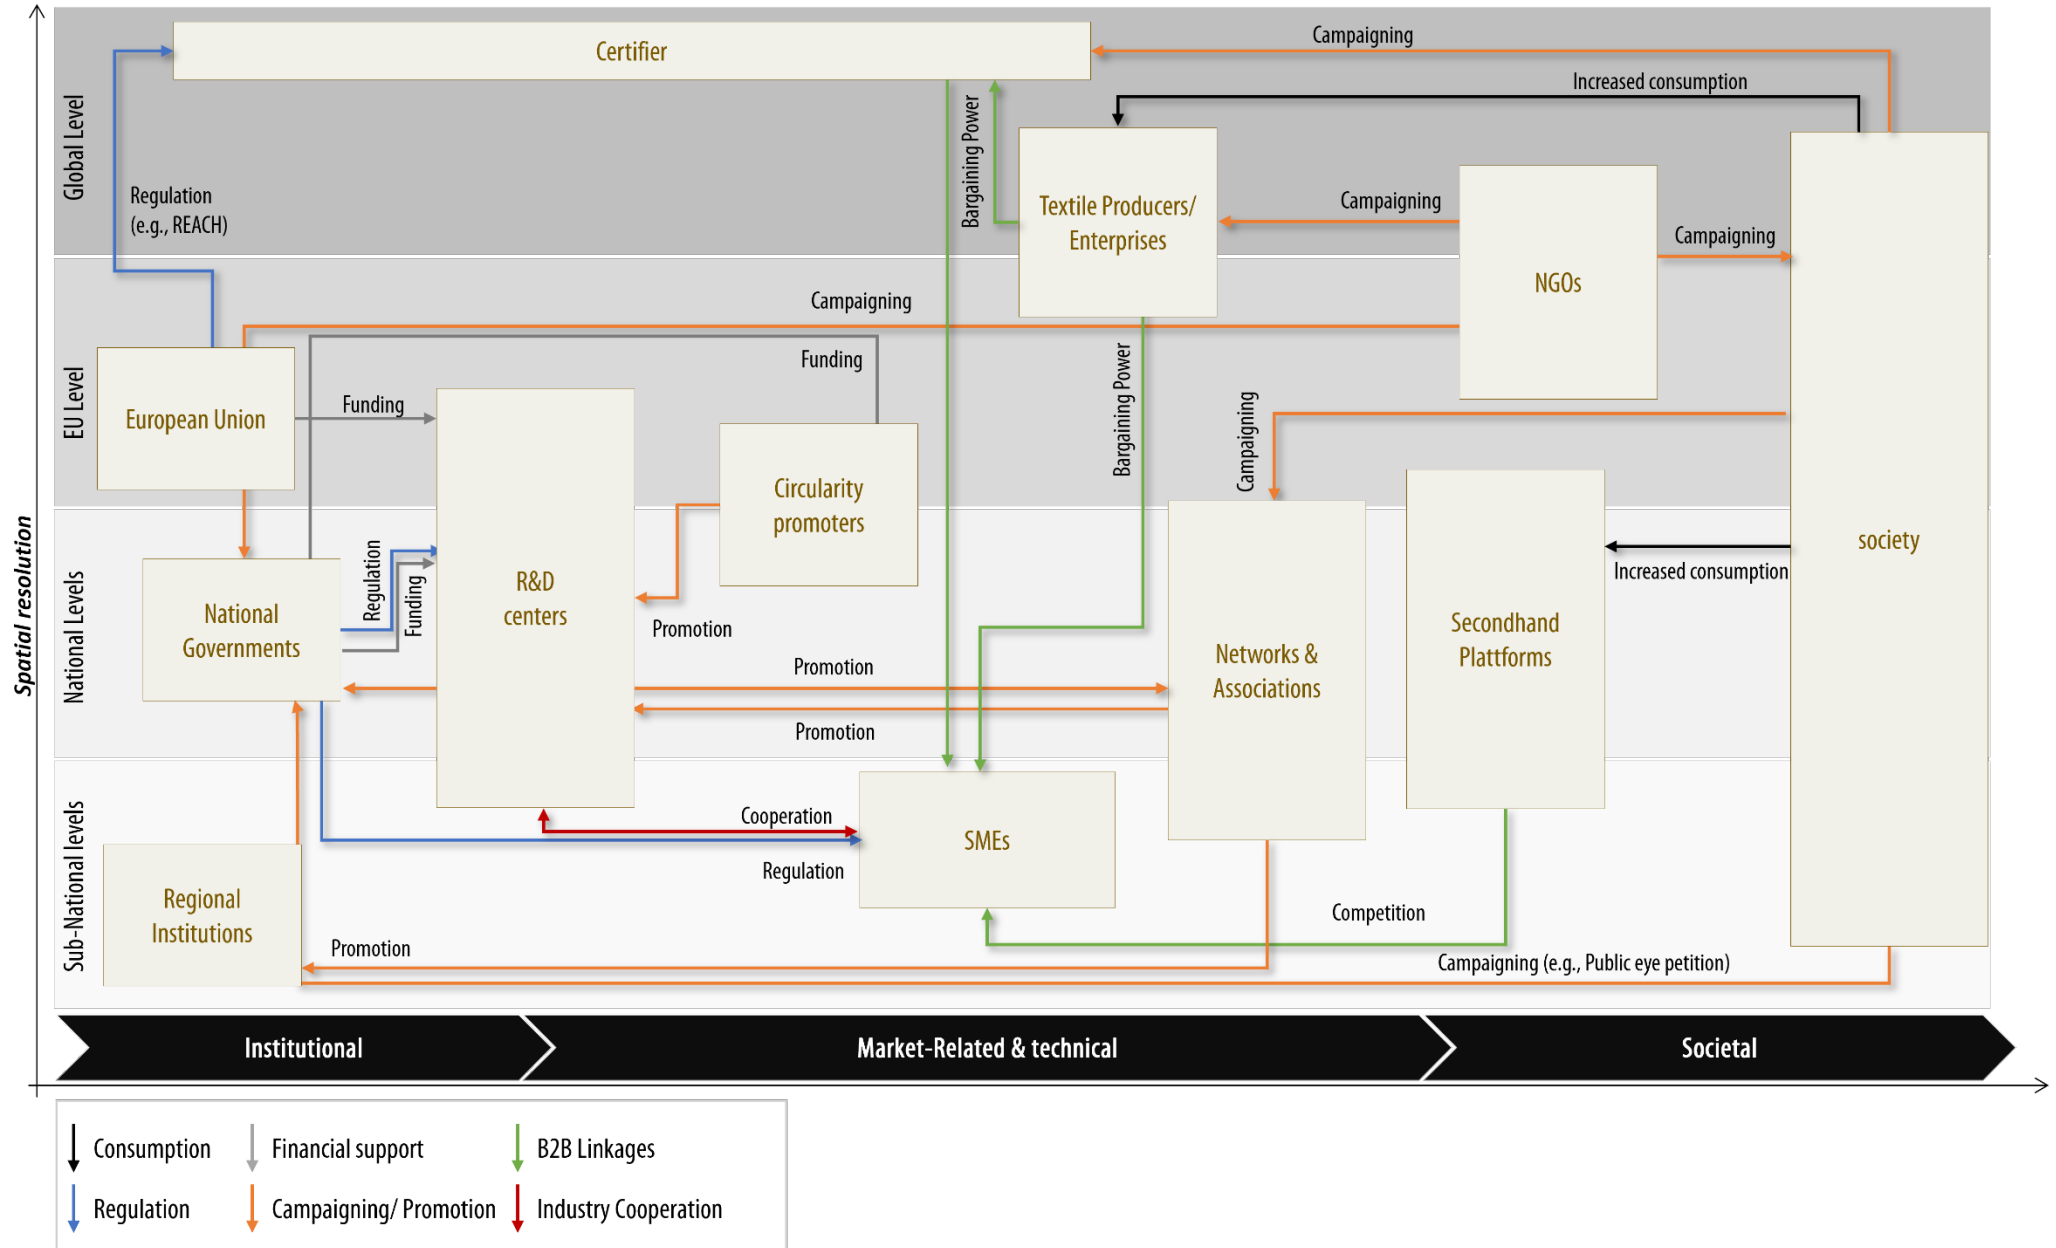 Campaigning
Certifier
Increased consumption
Global Level
Bargaining Power
Regulation
(e.g., REACH)
Textile Producers/
Enterprises
Campaigning
Campaigning
NGOs
Campaigning
Funding
EU Level
European Union
Funding
Bargaining Power
Campaigning
Circularity
promoters
Spatial resolution
National Levels
National
Governments
Regulation
Funding
R&D
centers
Promotion
society
Increased consumption
Secondhand
Plattforms
Networks &
Associations
Promotion
Promotion
Sub-National levels
Cooperation
SMEs
Regulation
Regional
Institutions
Competition
Promotion
Campaigning (e.g., Public eye petition)
Institutional
Market-Related & technical
Societal
Consumption
Financial support
B2B Linkages
Regulation
Campaigning/ Promotion
Industry Cooperation